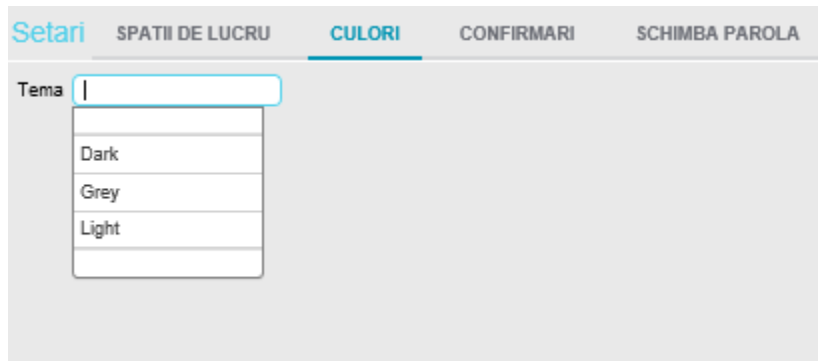 Setari SPATII DE LUCRU CULORI CONFIRMARI SCHIMBA PAROLA
Tema
Dark
Grey
Light